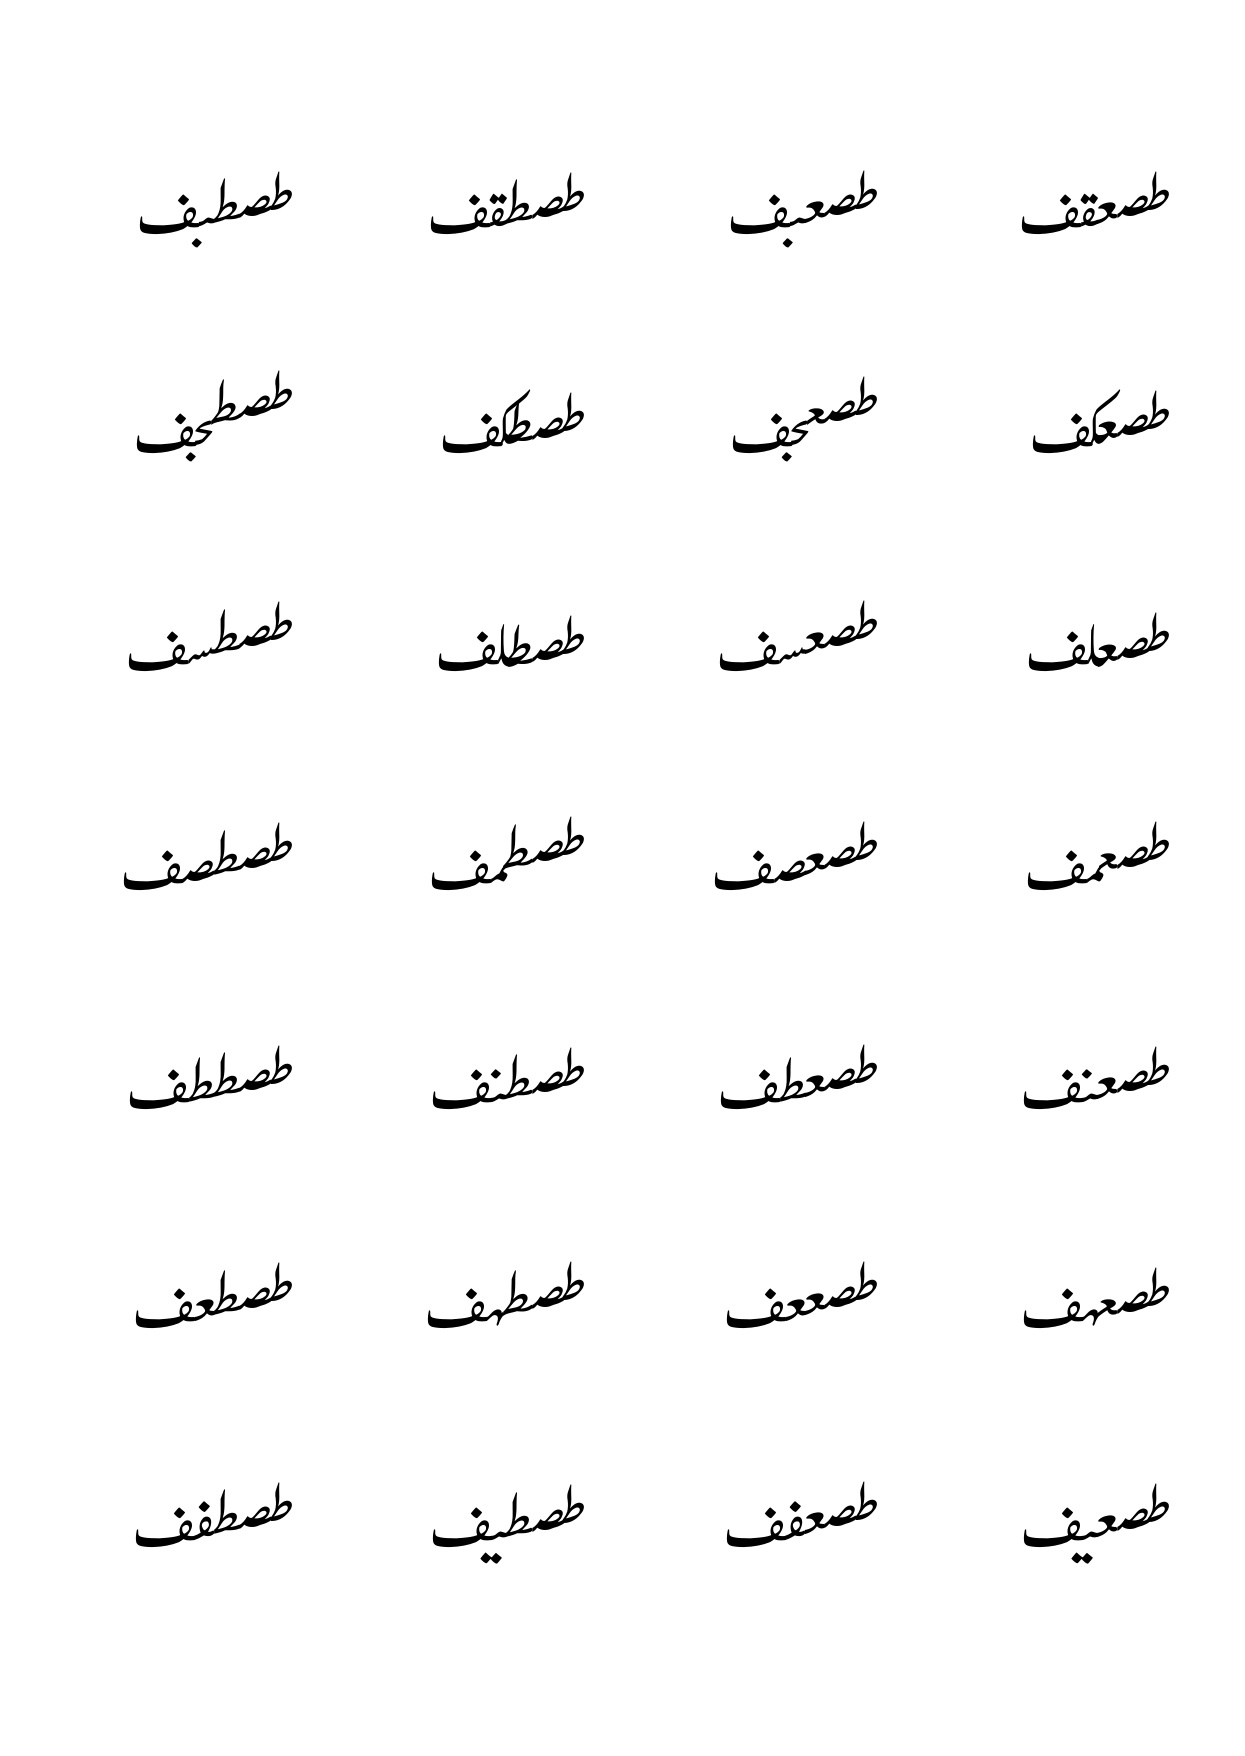 طصعقف طصعبف طصطقف طصطبف
طصعكف طصعجف طصطكف طصطجف
طصعلف طصعسف طصطلف طصطسف
طصعمف طصعصف طصطمف طصطصف
طصعنف طصعطف طصطنف طصططف
طصعهف طصععف طصطهف طصطعف
طصعيف طصعفف طصطيف طصطفف